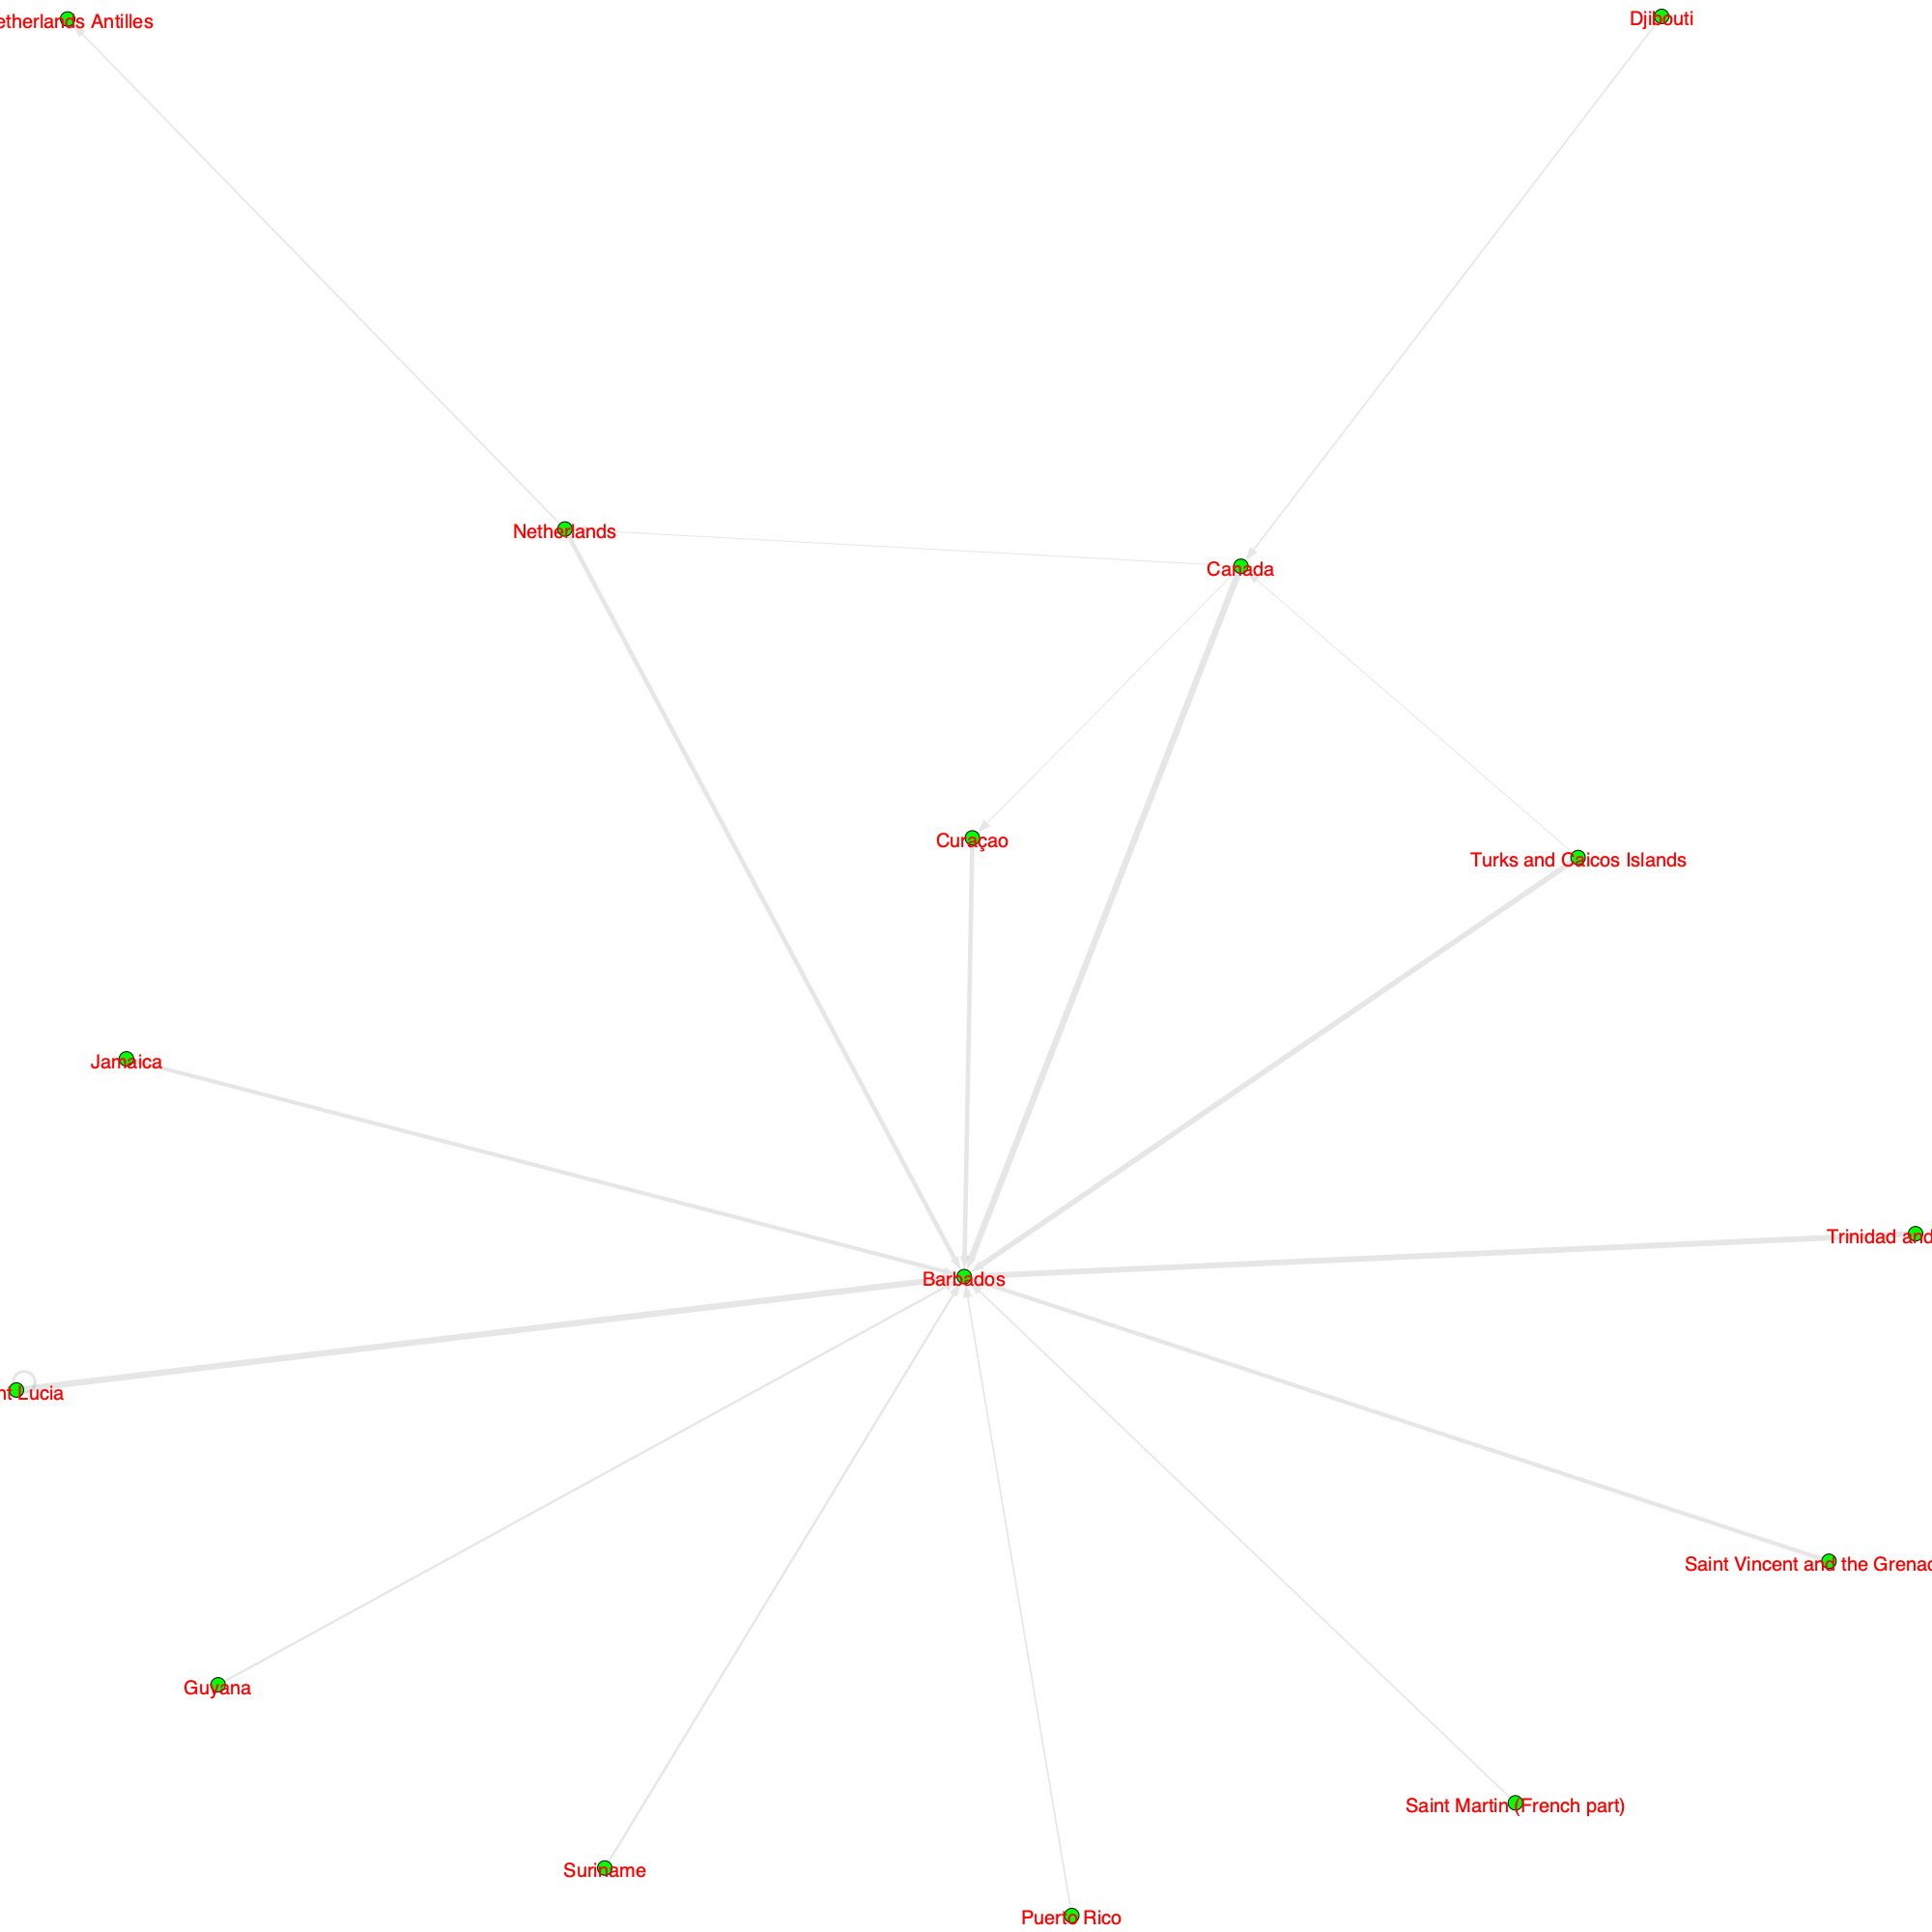 Djibouti
etherlands Antilles
Netherlands
Canada
Curaçao
Turks and Caicos Islands
Jamaica
Trinidad and
Barbados
nt Lucia
Saint Vincent and the Grenad
Guyana
Saint Martin (French part)
Suriname
Puerto Rico